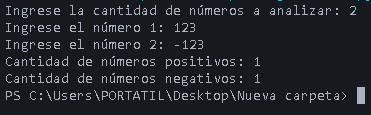 Ingrese la cantidad de números a analizar: 2
Ingrese el número 1: 123
Ingrese el número 2: -123
Cantidad de números positivos: 1
Cantidad de números negativos: 1
PS C:\Users\PORTATIL\Desktop\Nueva carpeta>